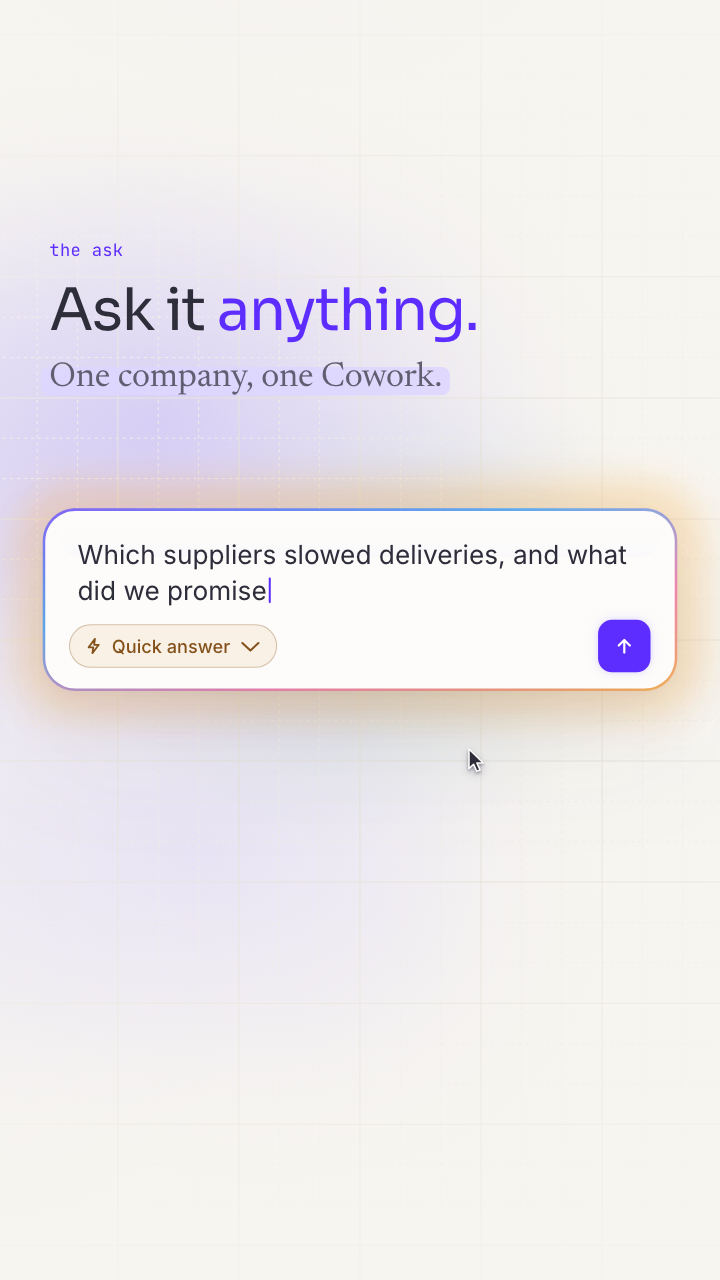 the ask
Ask it anything.
One company, one Cowork.
Which suppliers slowed deliveries, and what
did we promise
Quick answer